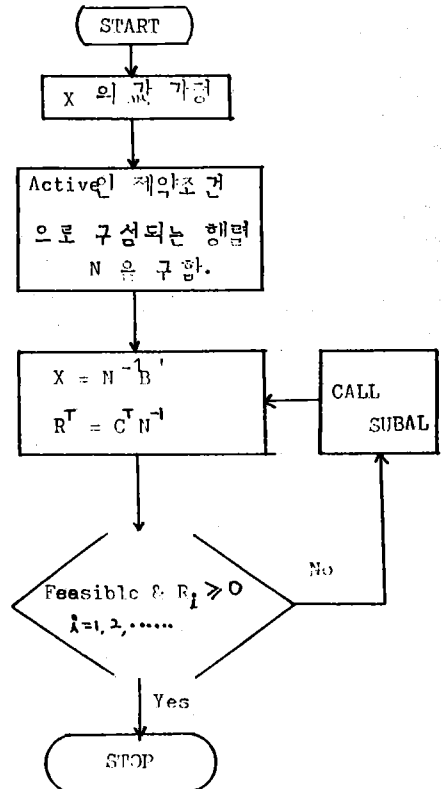 START
X 의 값 가정
Active인 제약조건
으로 구성되는 행렬
N 을 구함.
X = N⁻¹B'
Rᵀ = CᵀN⁻¹
CALL
SUBAL
Feasible & Rᵢ ≥ 0
i=1, 2, ......
No
Yes
STOP